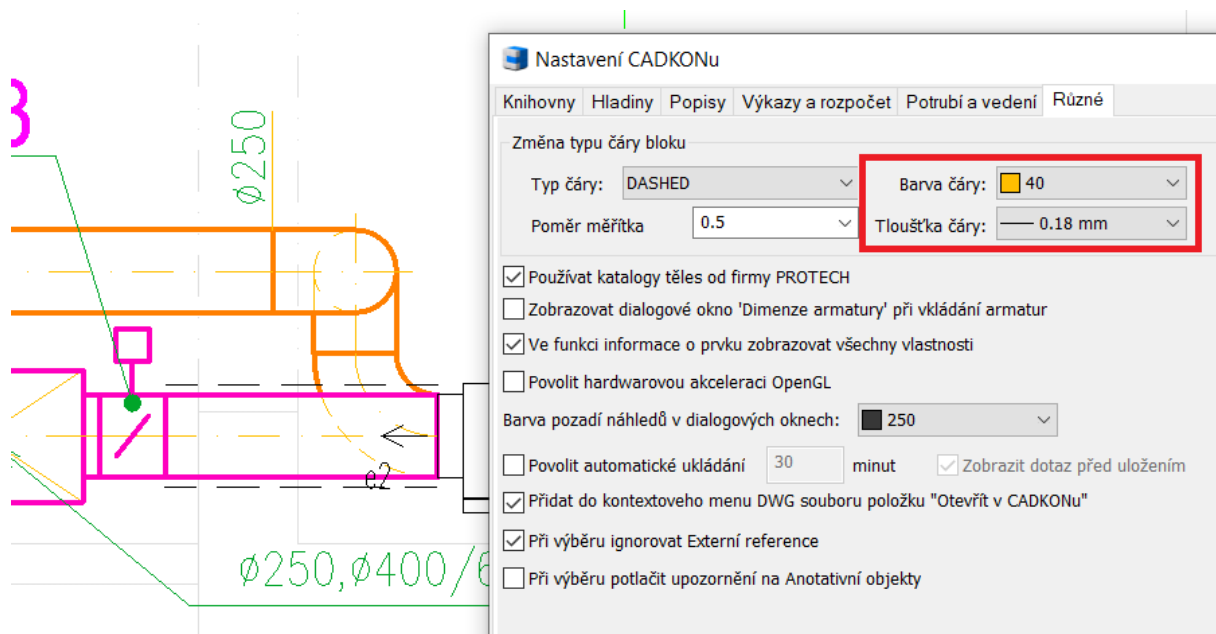 Nastavení CADKONu
Knihovny Hladiny Popisy Výkazy a rozpočet Potrubí a vedení Různé
Změna typu čáry bloku
Typ čáry: DASHED Barva čáry: 40
Poměr měřítka 0.5 Tloušťka čáry: 0.18 mm
Používat katalogy těles od firmy PROTECH
Zobrazovat dialogové okno 'Dimenze armatury' při vkládání armatur
Ve funkci informace o prvku zobrazovat všechny vlastnosti
Povolit hardwarovou akceleraci OpenGL
Barva pozadí náhledů v dialogových oknech: 250
Povolit automatické ukládání 30 minut Zobrazit dotaz před uložením
Přidat do kontextoveho menu DWG souboru položku "Otevřít v CADKONu"
Při výběru ignorovat Externí reference
Při výběru potlačit upozornění na Anotativní objekty
ø250
e2
ø250,ø400/